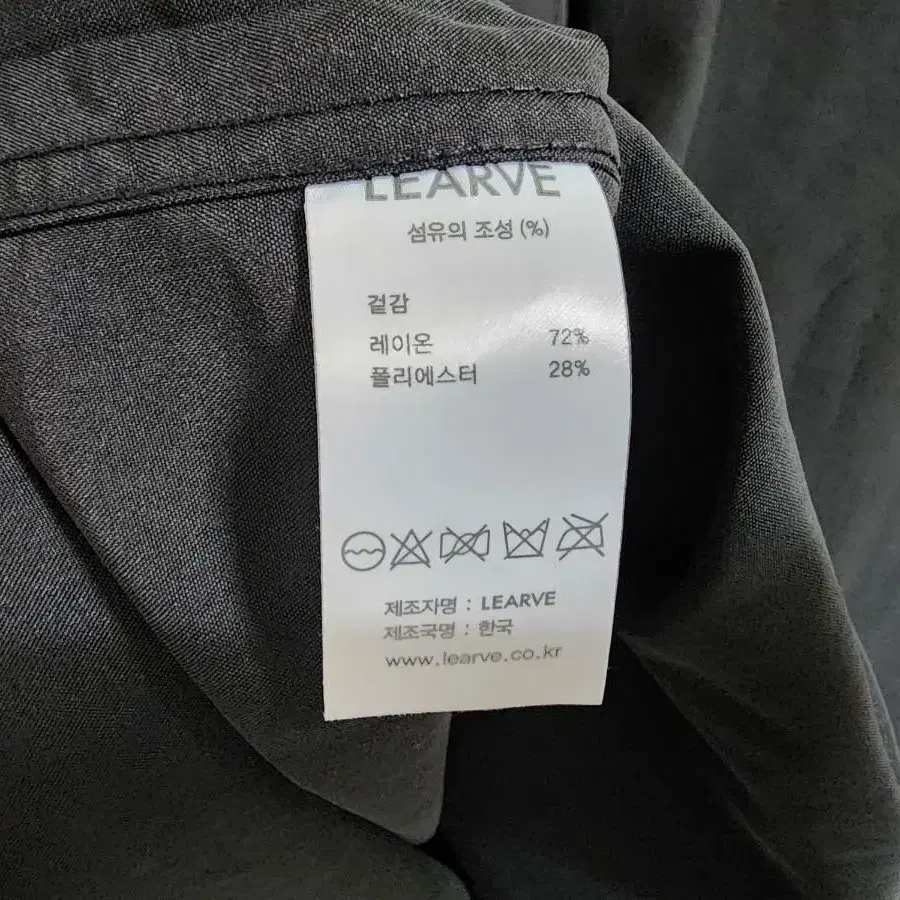 LEARVE
섬유의 조성 (%)
겉감
레이온 72%
폴리에스터 28%
제조자명 : LEARVE
제조국명 : 한국
www.learve.co.kr